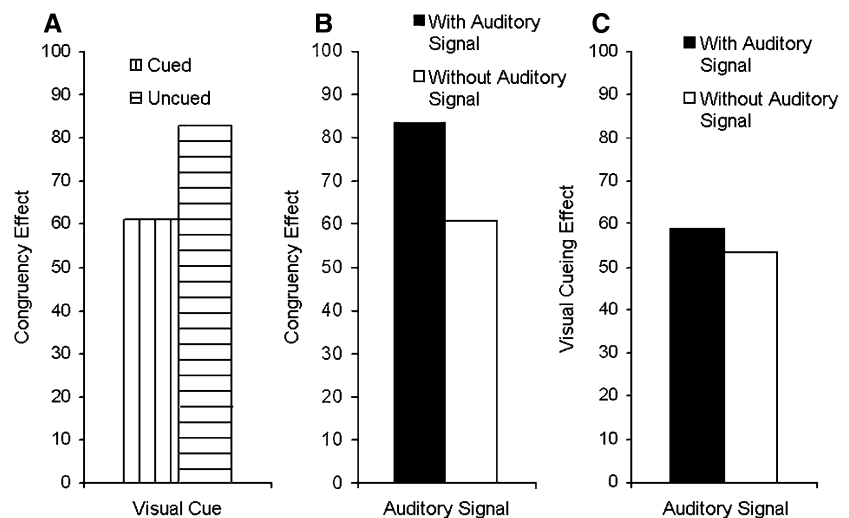 A
100
90
80
70
60
50
40
30
20
10
0
Congruency Effect
Cued
Uncued
Visual Cue
B
100
90
80
70
60
50
40
30
20
10
0
Congruency Effect
With Auditory
Signal
Without Auditory
Signal
Auditory Signal
C
100
90
80
70
60
50
40
30
20
10
0
Visual Cueing Effect
With Auditory
Signal
Without Auditory
Signal
Auditory Signal